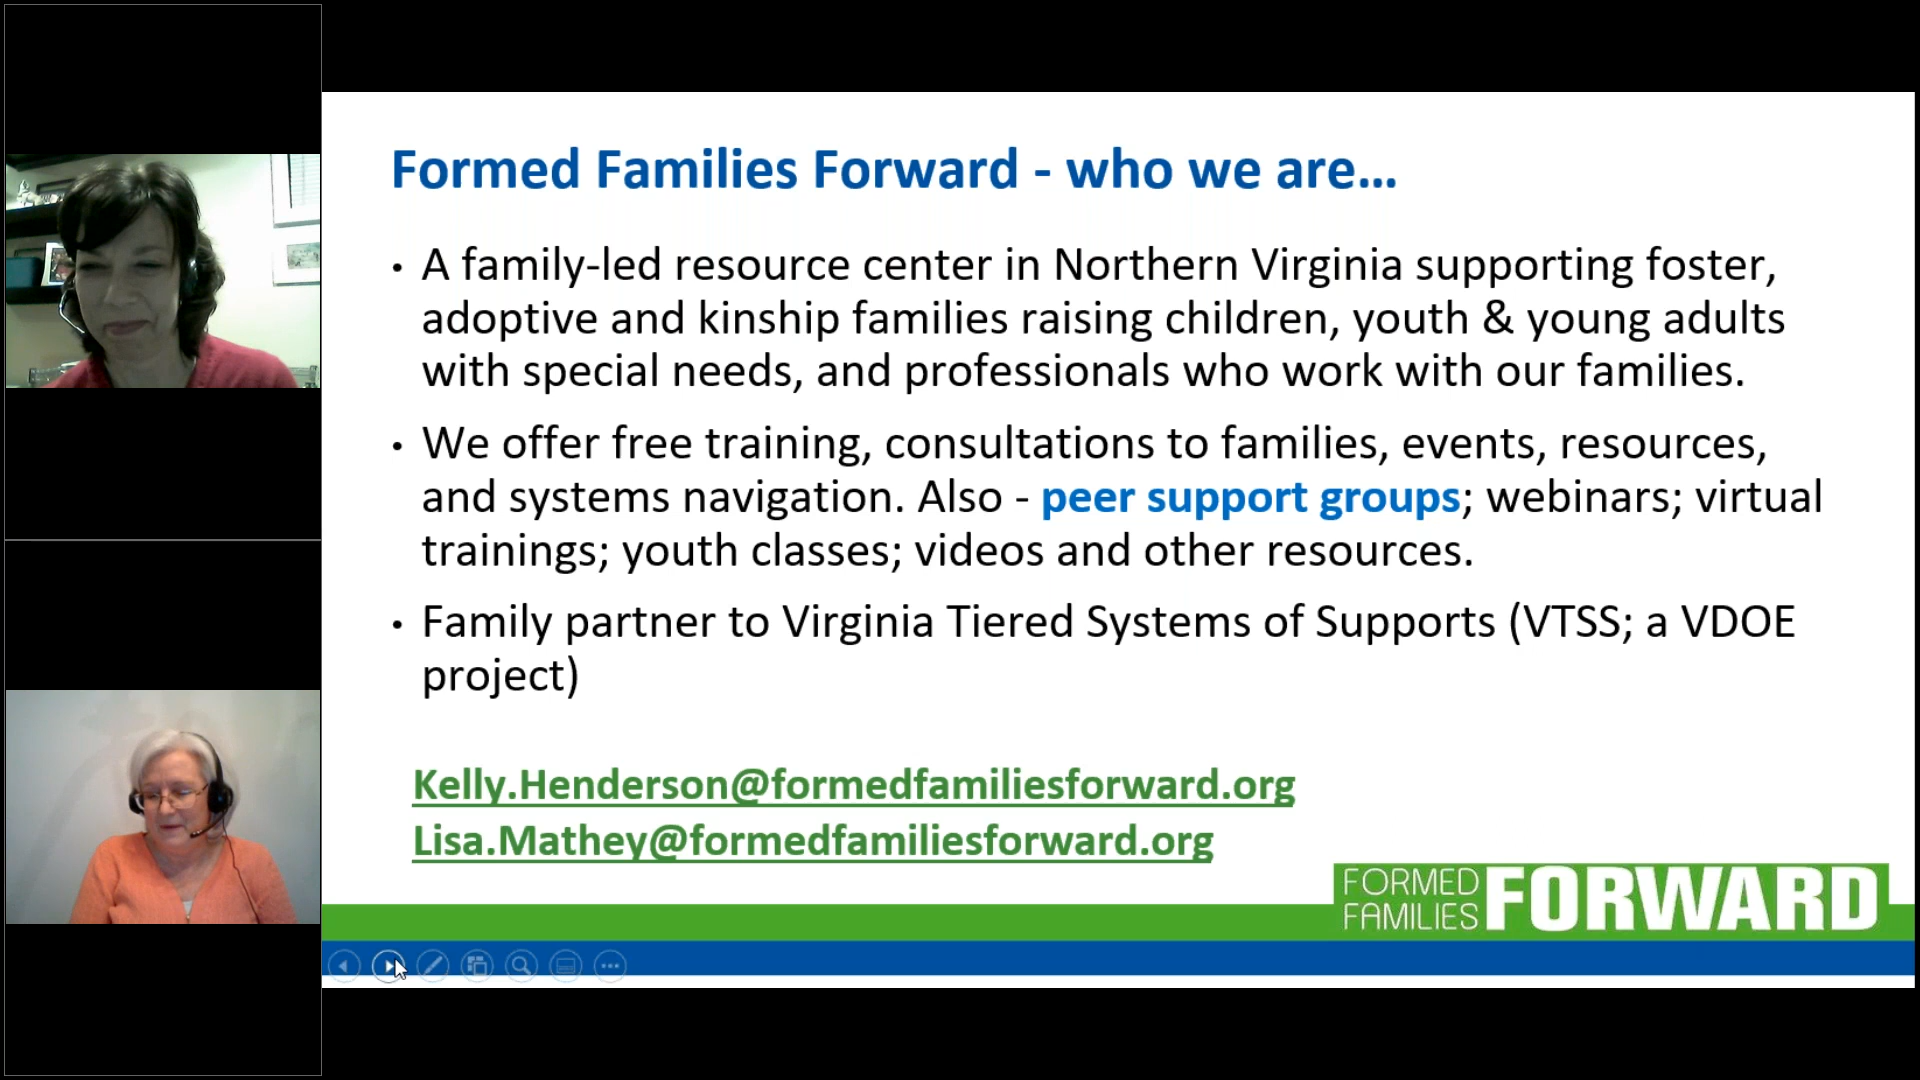 Formed Families Forward - who we are...
• A family-led resource center in Northern Virginia supporting foster,
adoptive and kinship families raising children, youth & young adults
with special needs, and professionals who work with our families.
• We offer free training, consultations to families, events, resources,
and systems navigation. Also - peer support groups; webinars; virtual
trainings; youth classes; videos and other resources.
• Family partner to Virginia Tiered Systems of Supports (VTSS; a VDOE
project)
Kelly.Henderson@formedfamiliesforward.org
Lisa.Mathey@formedfamiliesforward.org
FORMED
FAMILIES
FORWARD